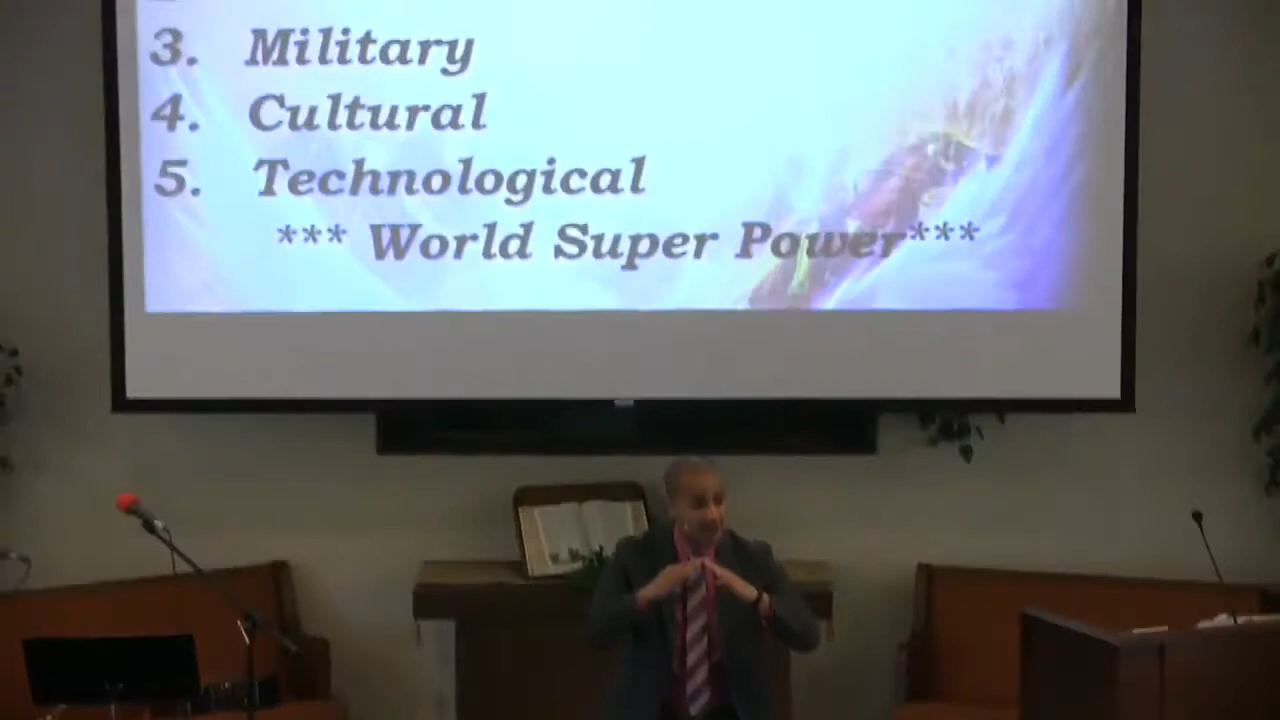 3. Military
4. Cultural
5. Technological
*** World Super Power***